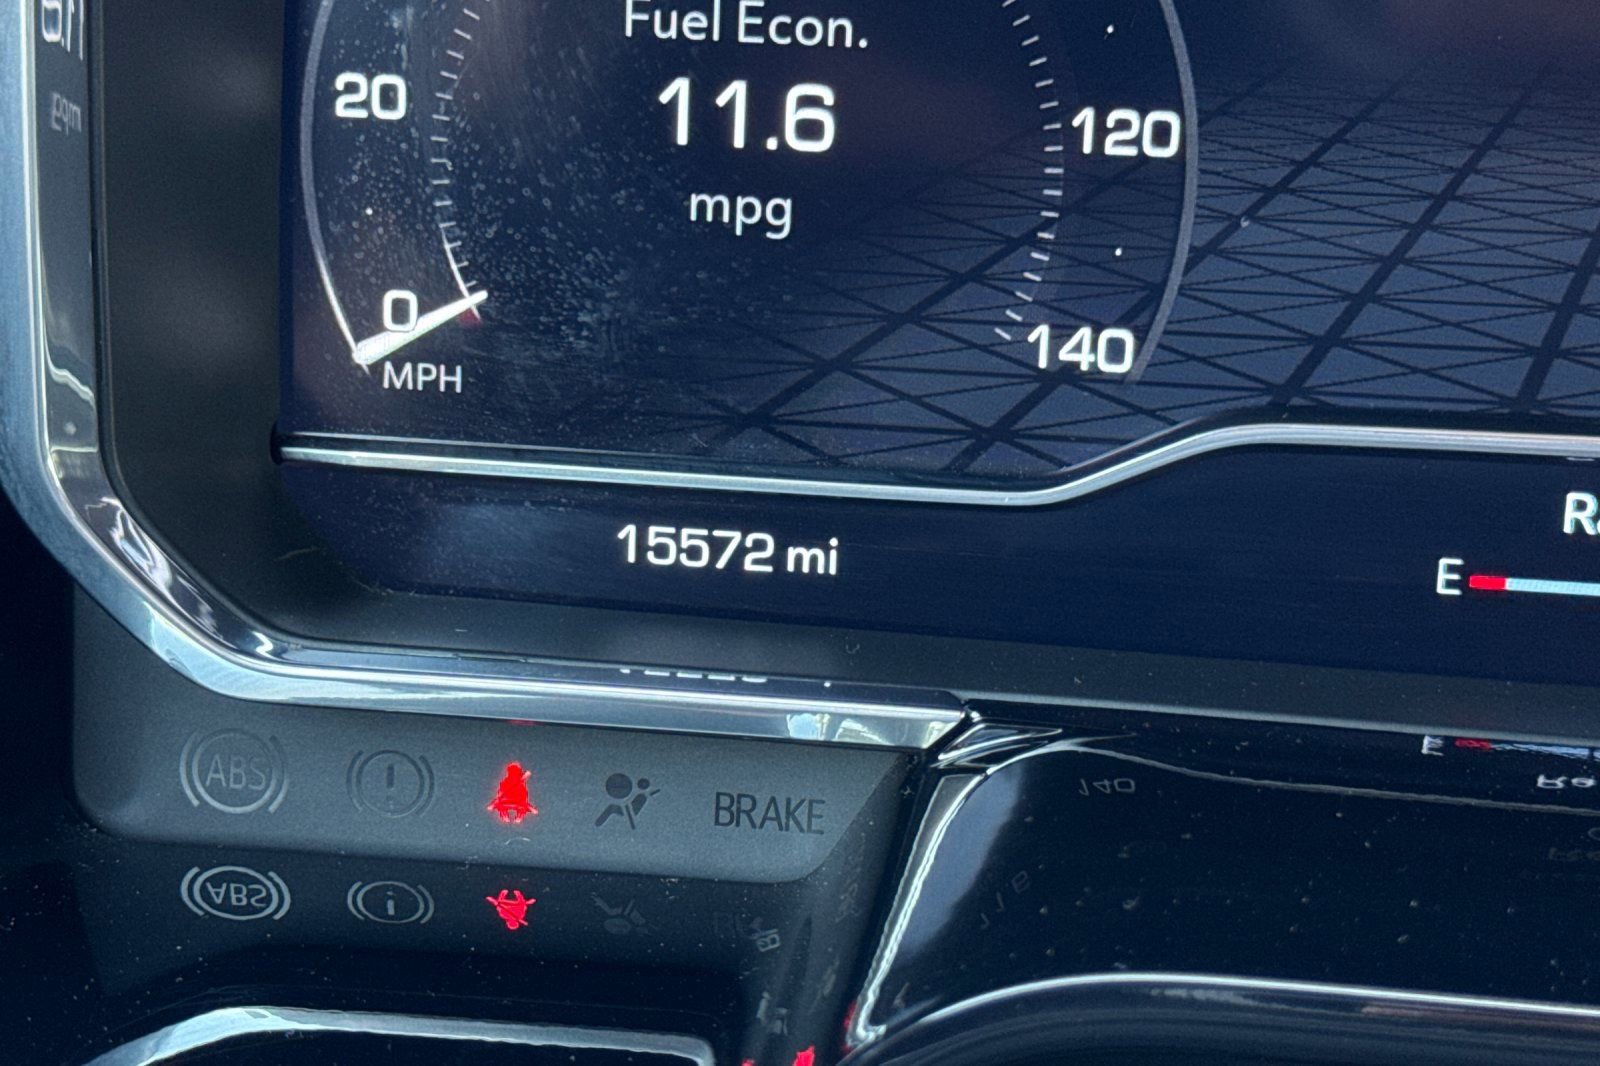 Fuel Econ.
11.6
mpg
20
120
0
140
MPH
15572 mi
E
ABS
!
BRAKE